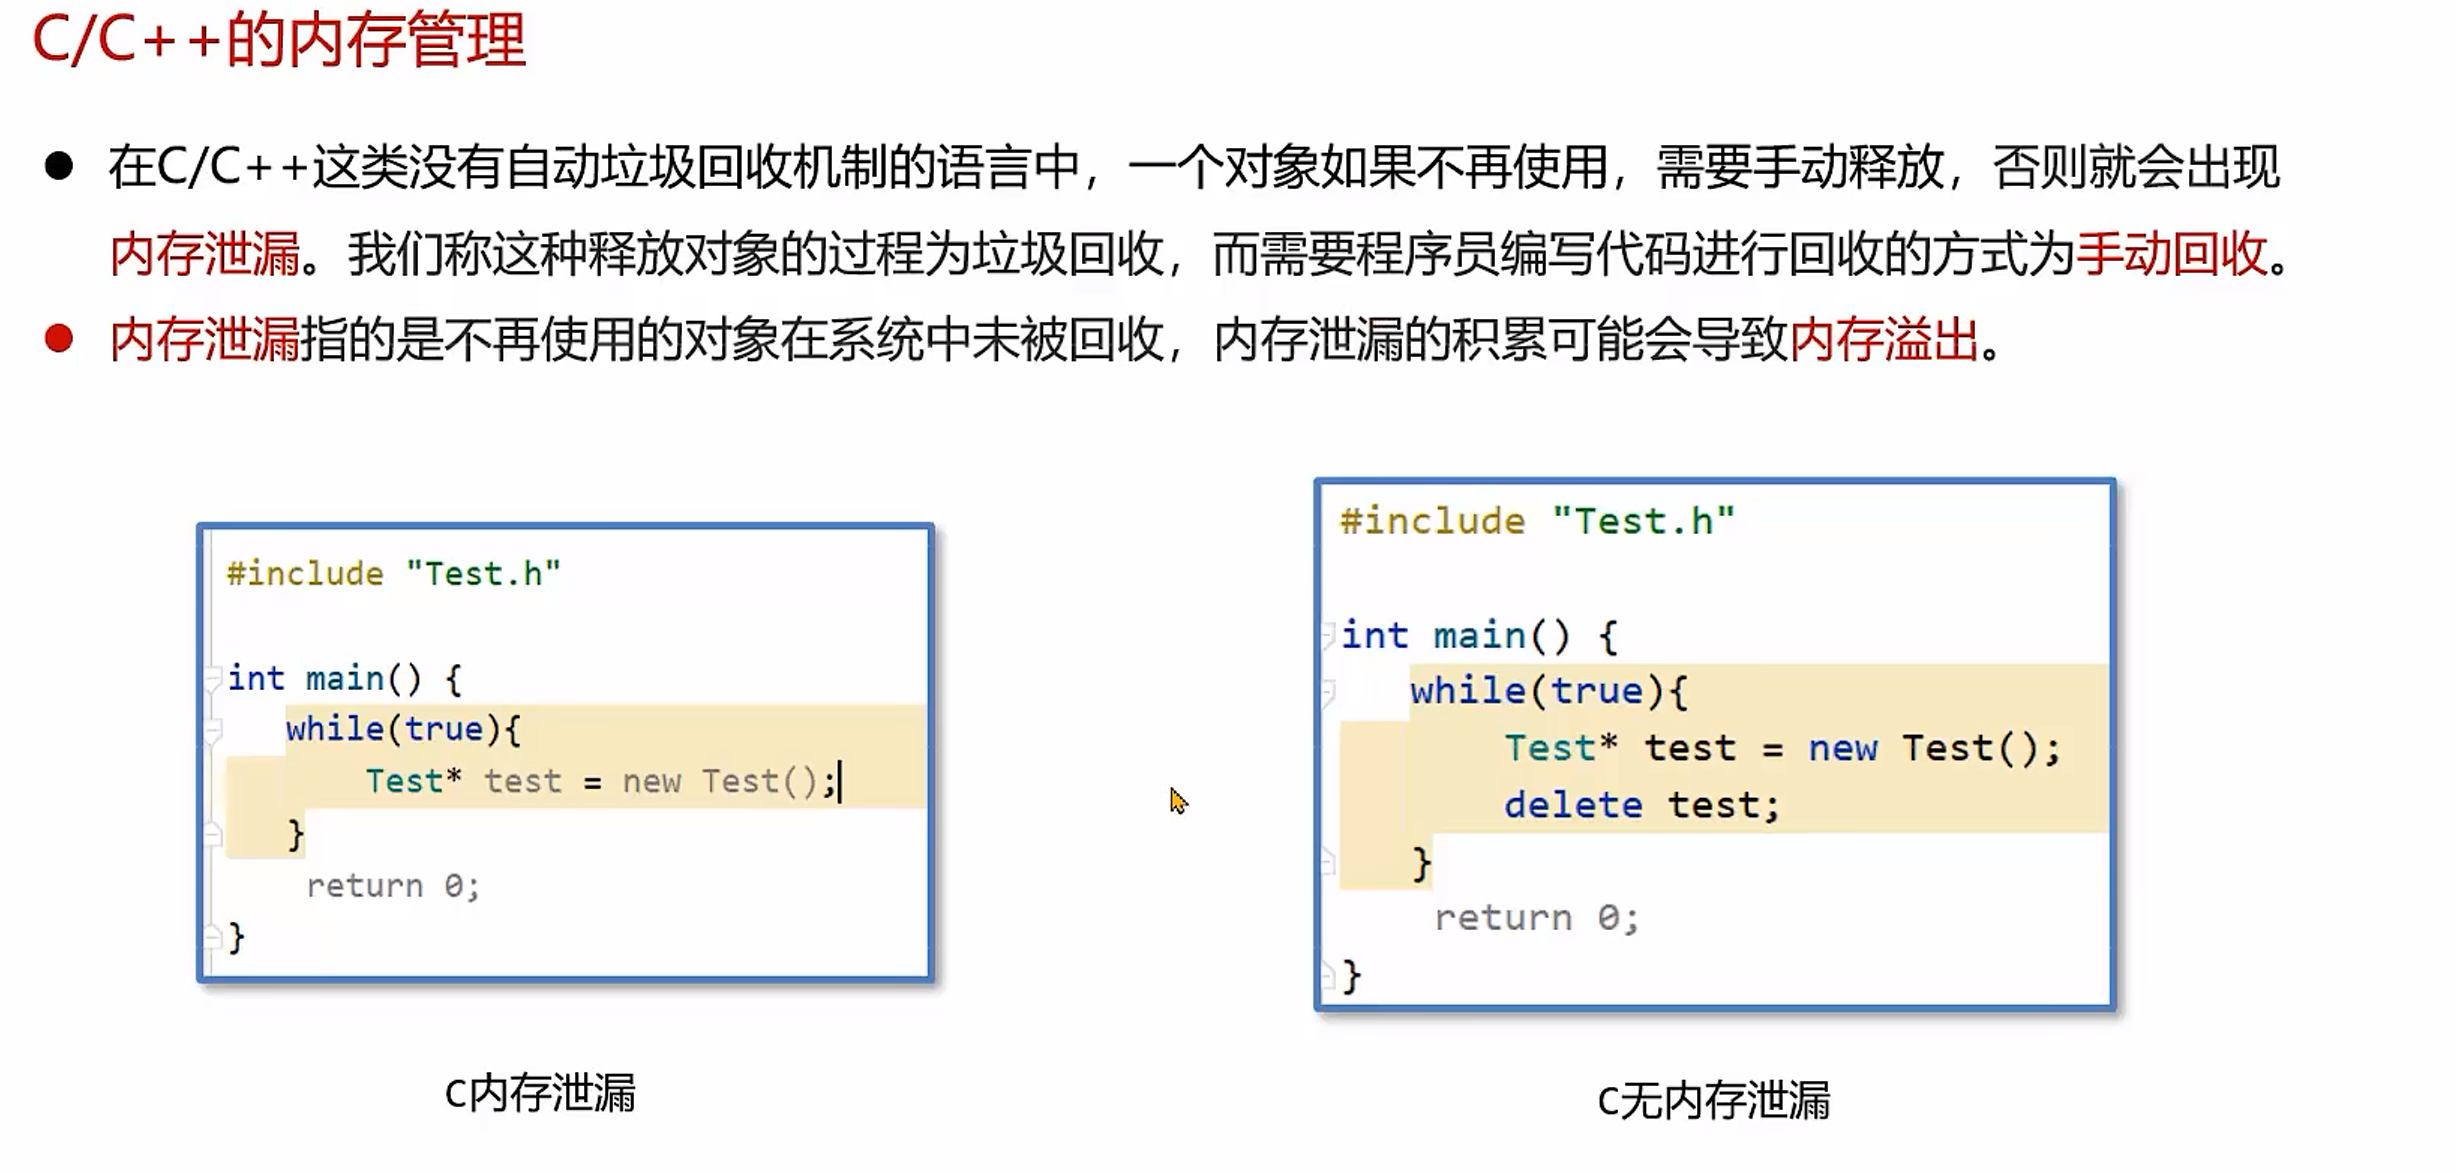 C/C++的内存管理
在C/C++这类没有自动垃圾回收机制的语言中，一个对象如果不再使用，需要手动释放，否则就会出现
内存泄漏。我们称这种释放对象的过程为垃圾回收，而需要程序员编写代码进行回收的方式为手动回收。
内存泄漏指的是不再使用的对象在系统中未被回收，内存泄漏的积累可能会导致内存溢出。
#include "Test.h"
int main() {
while(true){
Test* test = new Test();
}
return 0;
}
C内存泄漏
#include "Test.h"
int main() {
while(true){
Test* test = new Test();
delete test;
}
return 0;
}
C无内存泄漏